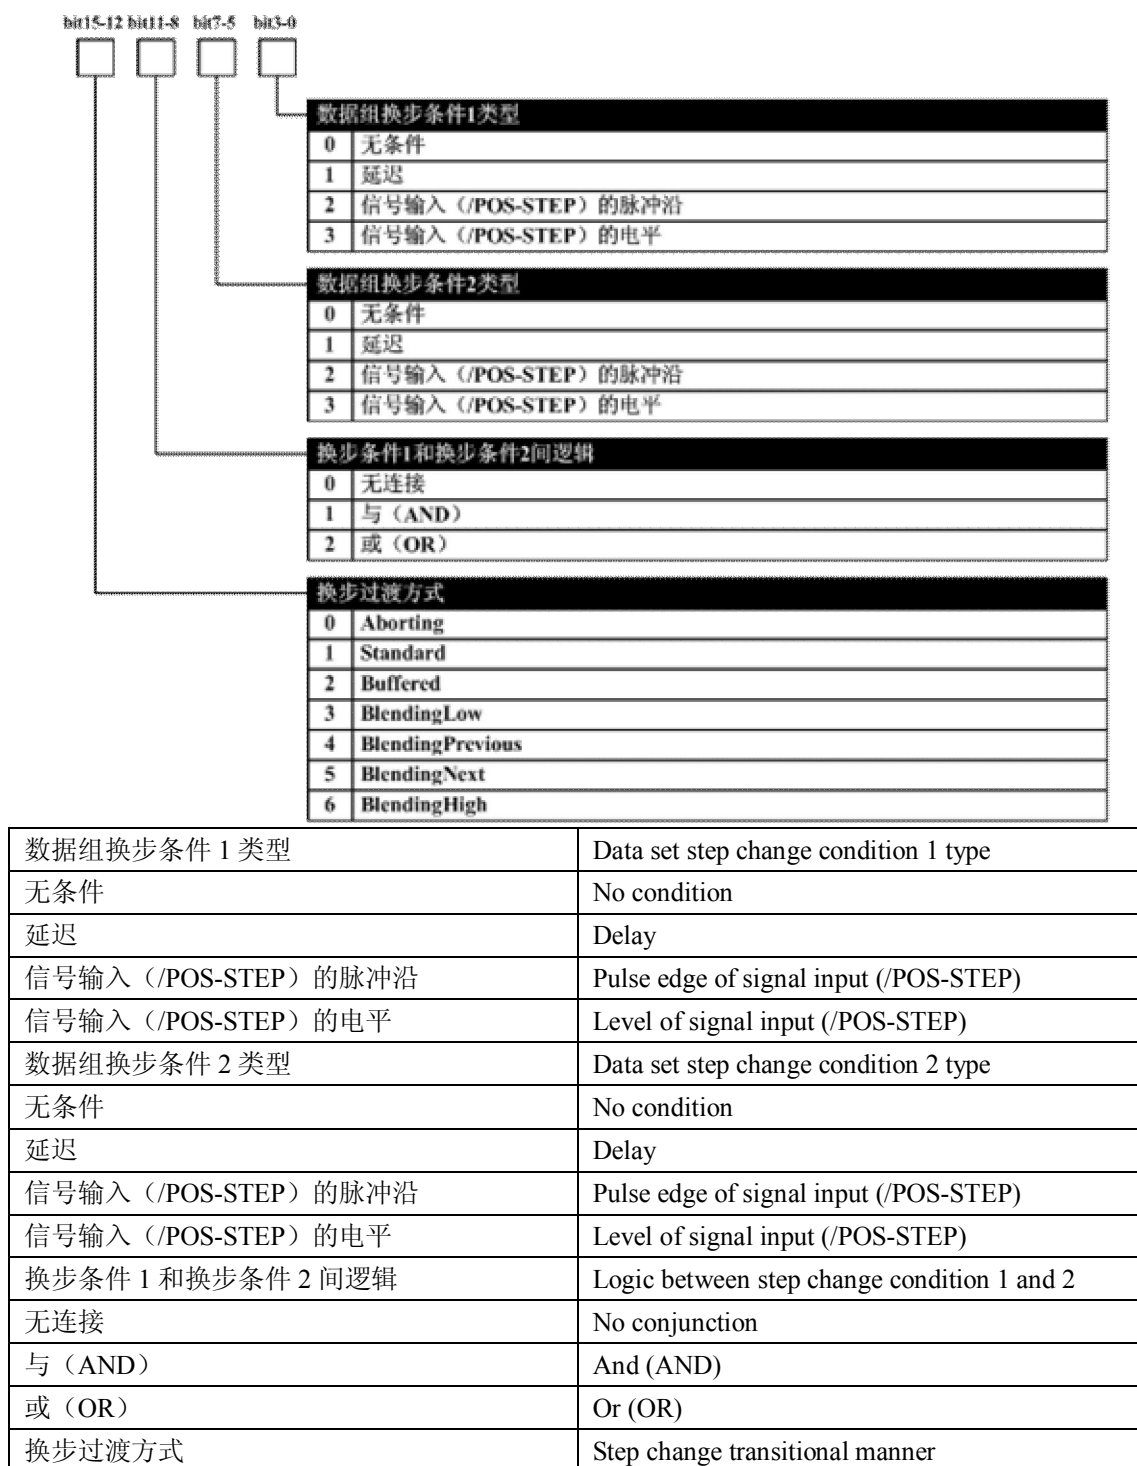 bit15-12 bit11-8 bit7-5 bit3-0
数据组换步条件1类型
0 无条件
1 延迟
2 信号输入（/POS-STEP）的脉冲沿
3 信号输入（/POS-STEP）的电平
数据组换步条件2类型
0 无条件
1 延迟
2 信号输入（/POS-STEP）的脉冲沿
3 信号输入（/POS-STEP）的电平
换步条件1和换步条件2间逻辑
0 无连接
1 与（AND）
2 或（OR）
换步过渡方式
0 Aborting
1 Standard
2 Buffered
3 BlendingLow
4 BlendingPrevious
5 BlendingNext
6 BlendingHigh
数据组换步条件 1 类型 Data set step change condition 1 type
无条件 No condition
延迟 Delay
信号输入（/POS-STEP）的脉冲沿 Pulse edge of signal input (/POS-STEP)
信号输入（/POS-STEP）的电平 Level of signal input (/POS-STEP)
数据组换步条件 2 类型 Data set step change condition 2 type
无条件 No condition
延迟 Delay
信号输入（/POS-STEP）的脉冲沿 Pulse edge of signal input (/POS-STEP)
信号输入（/POS-STEP）的电平 Level of signal input (/POS-STEP)
换步条件 1 和换步条件 2 间逻辑 Logic between step change condition 1 and 2
无连接 No conjunction
与（AND） And (AND)
或（OR） Or (OR)
换步过渡方式 Step change transitional manner